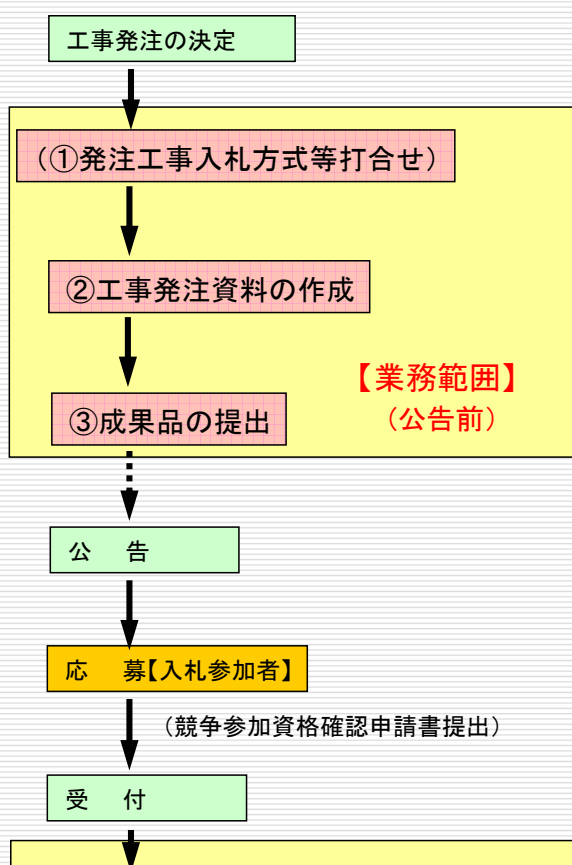 工事発注の決定
(①発注工事入札方式等打合せ)
②工事発注資料の作成
【業務範囲】
(公告前)
③成果品の提出
公　告
応　募【入札参加者】
(競争参加資格確認申請書提出)
受　付